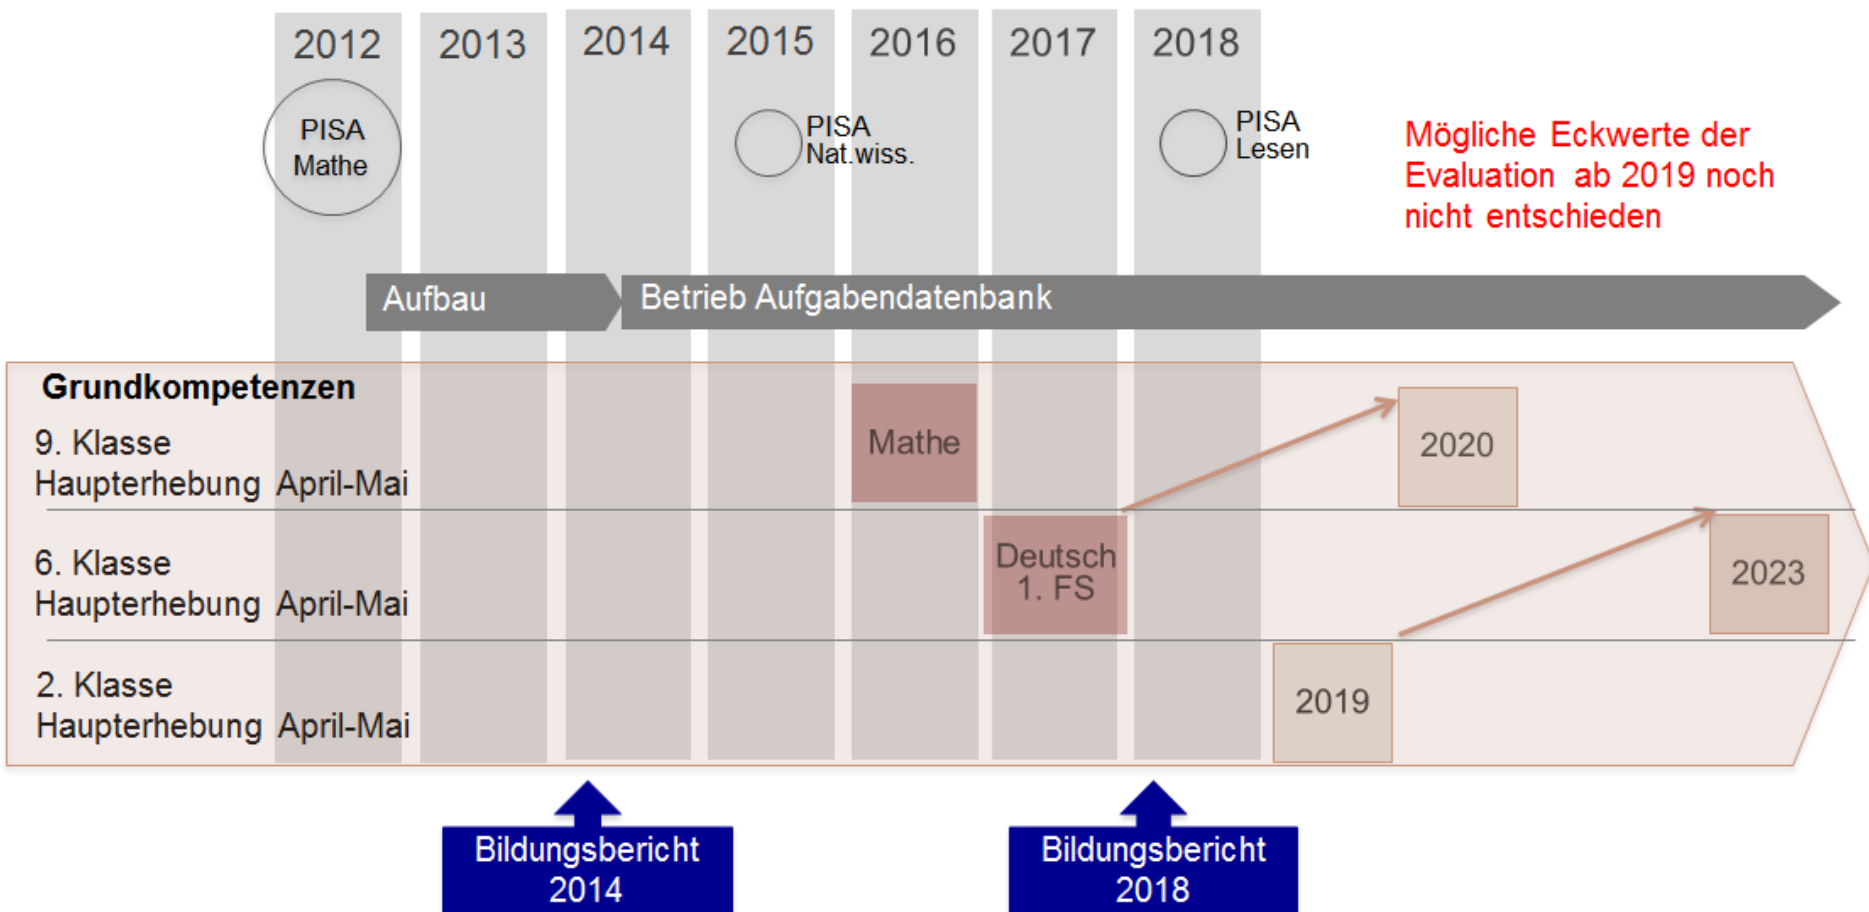 2012
2013
2014
2015
2016
2017
2018
PISA
Mathe
PISA
Nat.wiss.
PISA
Lesen
Mögliche Eckwerte der
Evaluation ab 2019 noch
nicht entschieden
Aufbau
Betrieb Aufgabendatenbank
Grundkompetenzen
9. Klasse
Haupterhebung April-Mai
Mathe
2020
6. Klasse
Haupterhebung April-Mai
Deutsch
1. FS
2023
2. Klasse
Haupterhebung April-Mai
2019
Bildungsbericht
2014
Bildungsbericht
2018